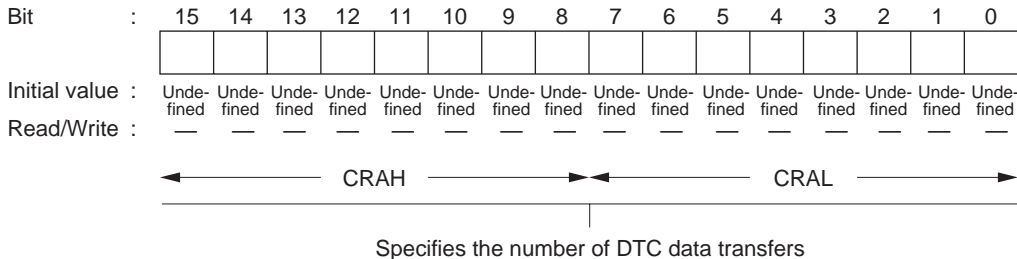 Bit : 15 14 13 12 11 10 9 8 7 6 5 4 3 2 1 0
Initial value : Unde- Unde- Unde- Unde- Unde- Unde- Unde- Unde- Unde- Unde- Unde- Unde- Unde- Unde- Unde- Unde-
fined fined fined fined fined fined fined fined fined fined fined fined fined fined fined fined
Read/Write : — — — — — — — — — — — — — — — —
CRAH CRAL
Specifies the number of DTC data transfers